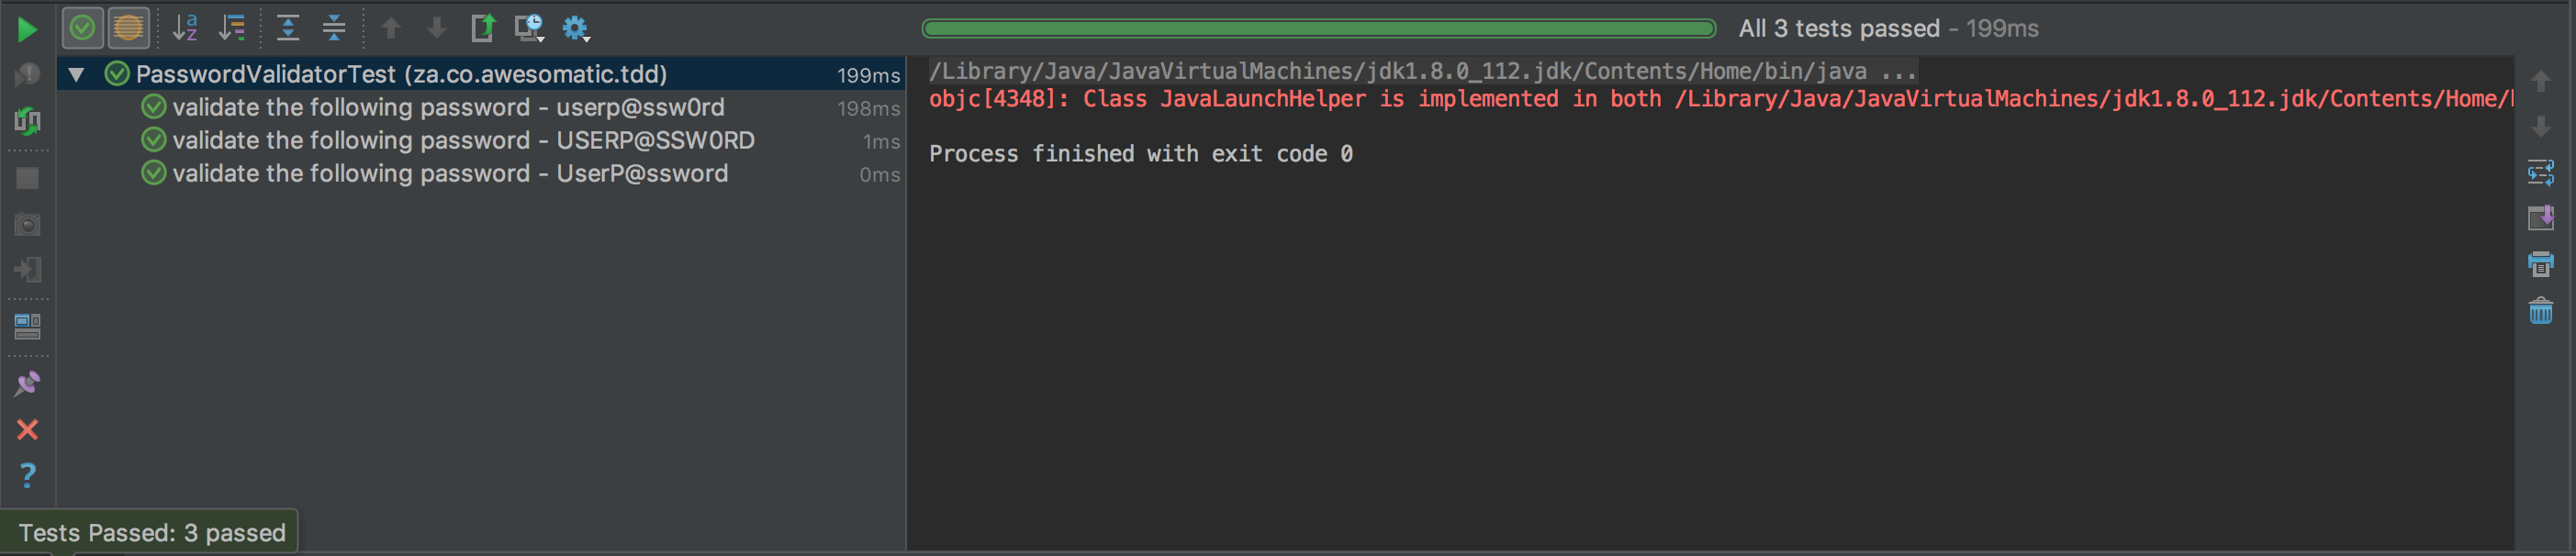 All 3 tests passed - 199ms
PasswordValidatorTest (za.co.awesomatic.tdd) 199ms
validate the following password - userp@ssw0rd 198ms
validate the following password - USERP@SSW0RD 1ms
validate the following password - UserP@ssword 0ms
/Library/Java/JavaVirtualMachines/jdk1.8.0_112.jdk/Contents/Home/bin/java ...
objc[4348]: Class JavaLaunchHelper is implemented in both /Library/Java/JavaVirtualMachines/jdk1.8.0_112.jdk/Contents/Home/
Process finished with exit code 0
Tests Passed: 3 passed